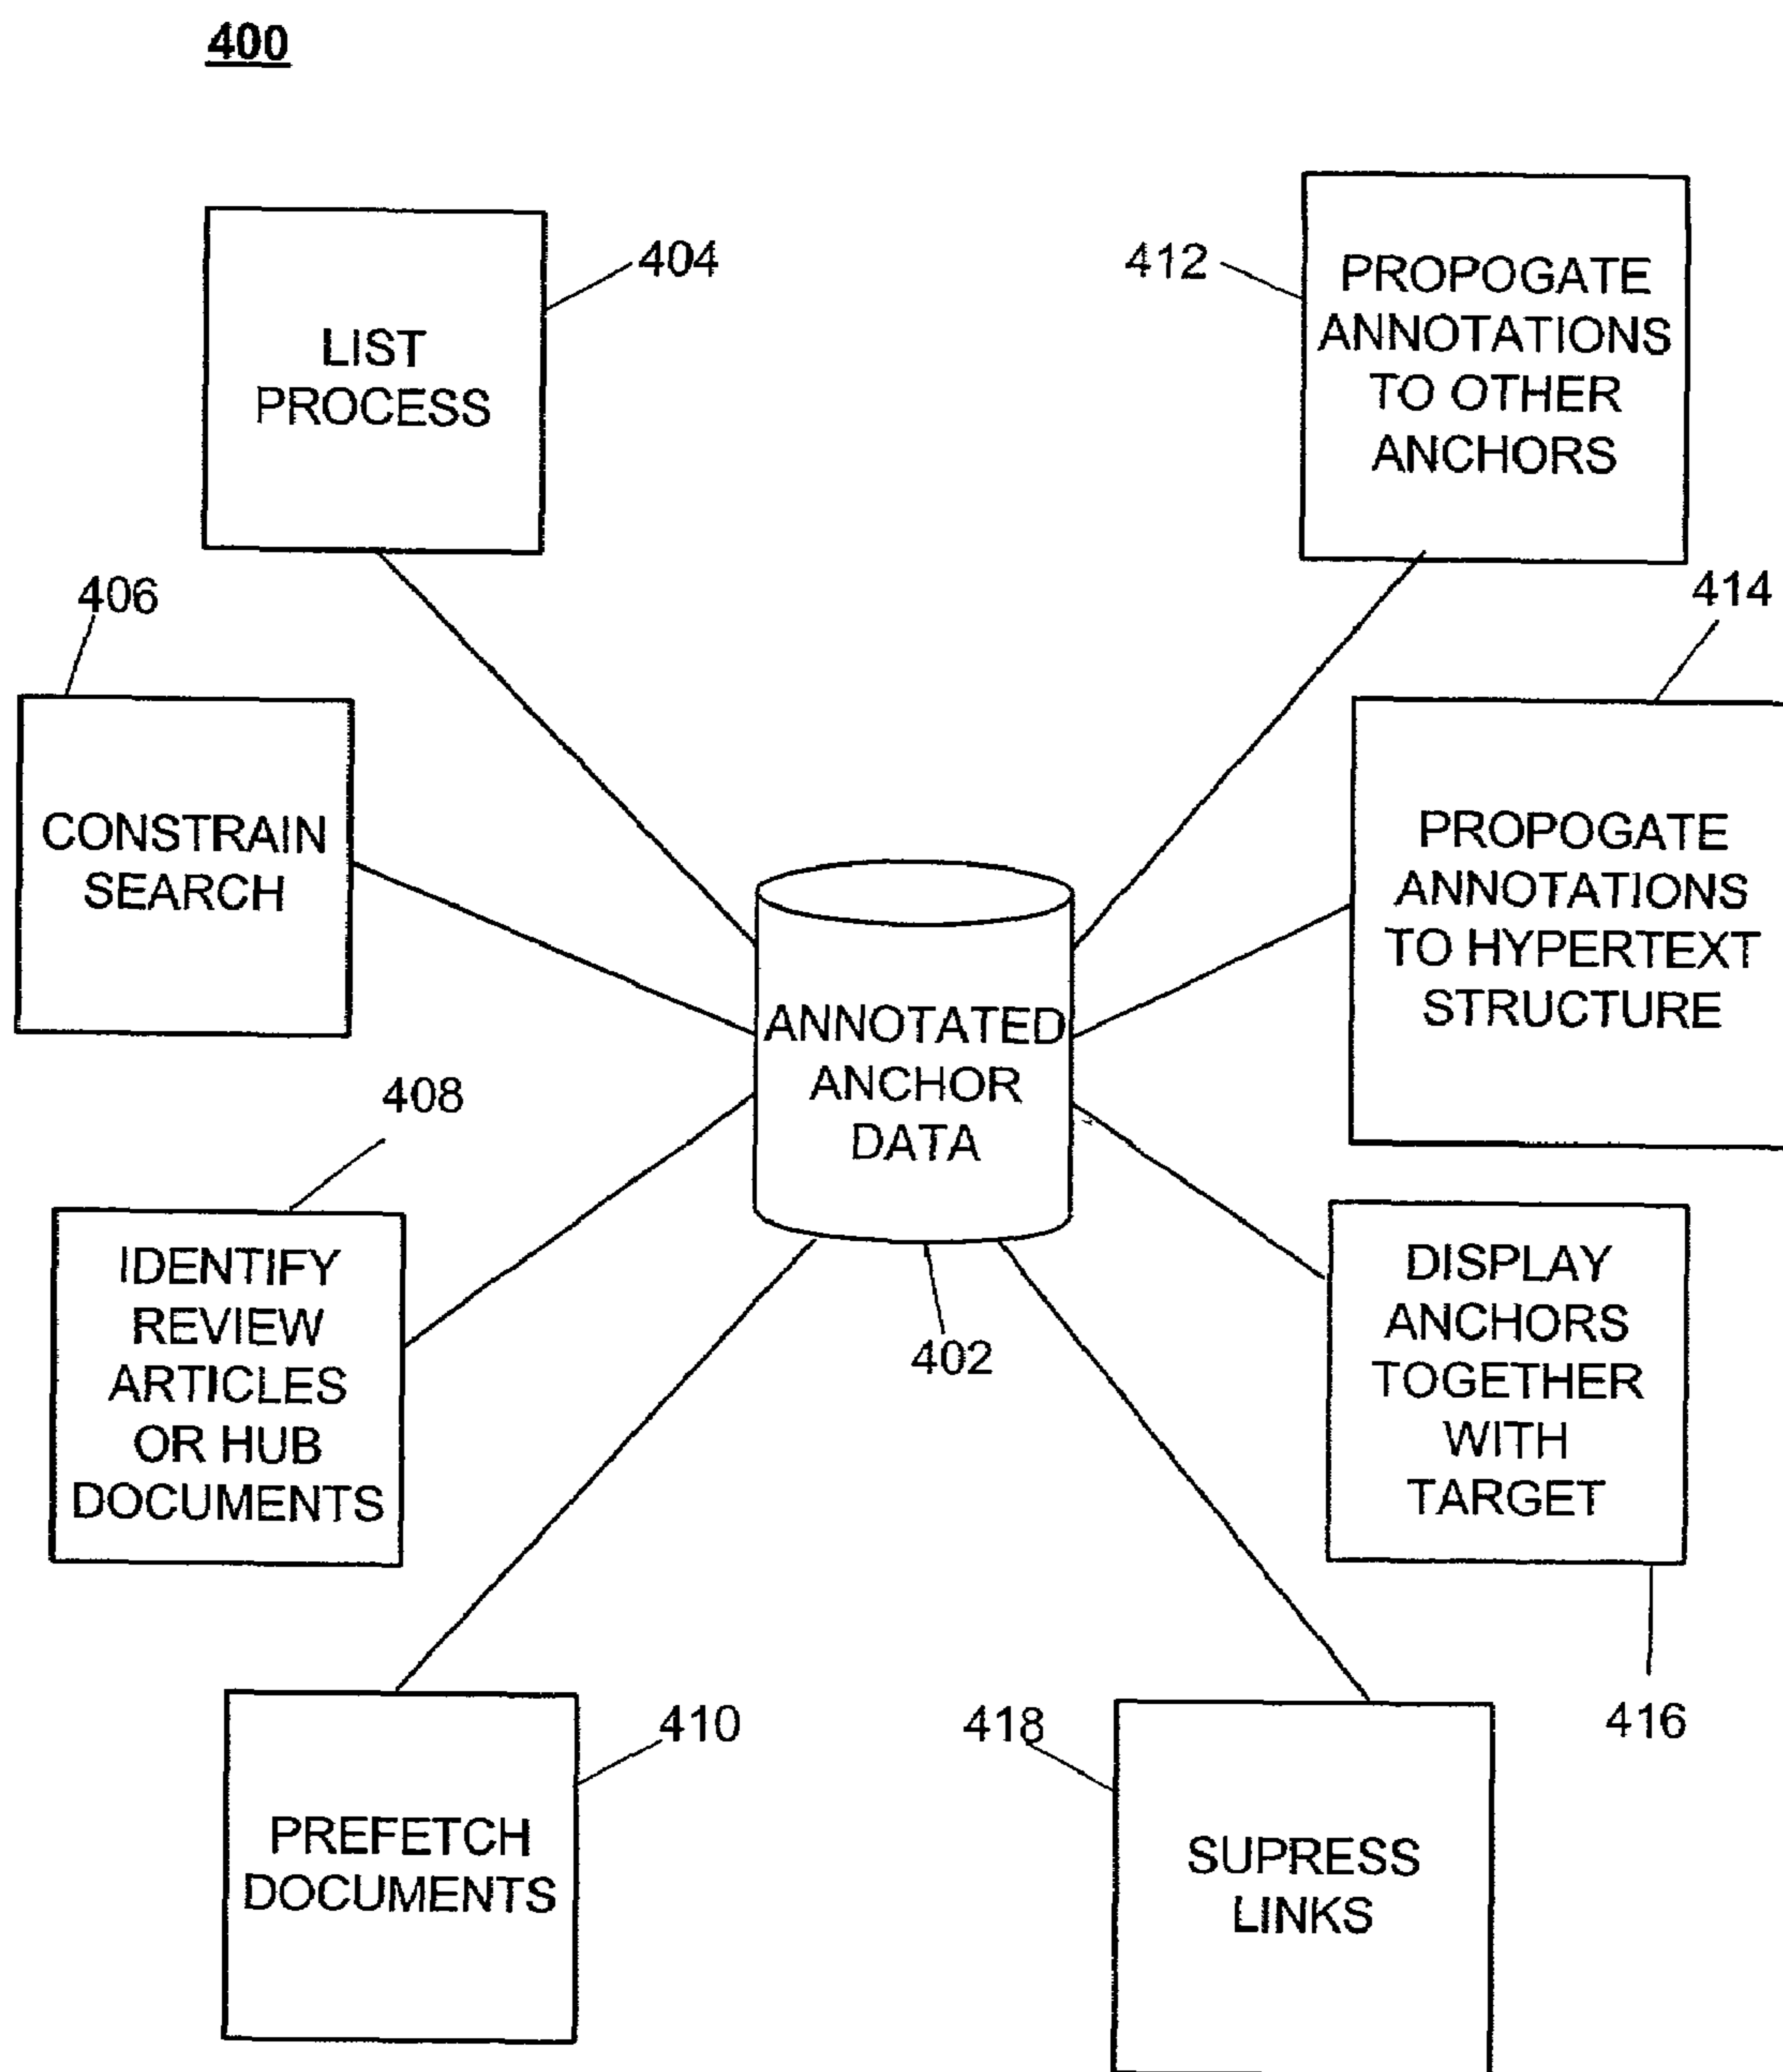 400
LIST
PROCESS
404
412
PROPOGATE
ANNOTATIONS
TO OTHER
ANCHORS
406
CONSTRAIN
SEARCH
414
PROPOGATE
ANNOTATIONS
TO HYPERTEXT
STRUCTURE
ANNOTATED
ANCHOR
DATA
402
408
IDENTIFY
REVIEW
ARTICLES
OR HUB
DOCUMENTS
DISPLAY
ANCHORS
TOGETHER
WITH
TARGET
416
410
PREFETCH
DOCUMENTS
418
SUPRESS
LINKS